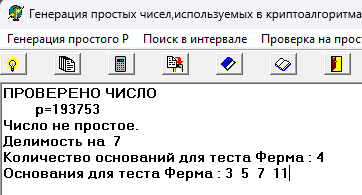 Генерация простых чисел,используемых в криптоалгоритма
Генерация простого P Поиск в интервале Проверка на прос
ПРОВЕРЕНО ЧИСЛО
p=193753
Число не простое.
Делимость на 7
Количество оснований для теста Ферма : 4
Основания для теста Ферма : 3 5 7 11